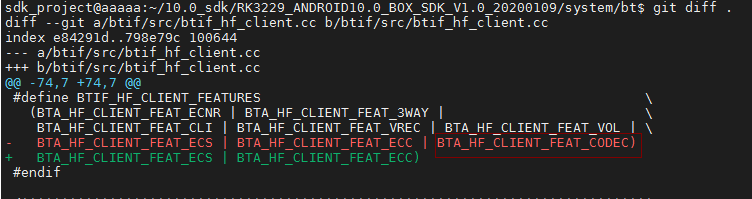 sdk_project@aaaaa:~/10.0_sdk/RK3229_ANDROID10.0_BOX_SDK_V1.0_20200109/system/bt$ git diff .
diff --git a/btif/src/btif_hf_client.cc b/btif/src/btif_hf_client.cc
index e84291d..798e79c 100644
--- a/btif/src/btif_hf_client.cc
+++ b/btif/src/btif_hf_client.cc
@@ -74,7 +74,7 @@
 #define BTIF_HF_CLIENT_FEATURES                                                \
   (BTA_HF_CLIENT_FEAT_ECNR | BTA_HF_CLIENT_FEAT_3WAY |                         \
    BTA_HF_CLIENT_FEAT_CLI | BTA_HF_CLIENT_FEAT_VREC | BTA_HF_CLIENT_FEAT_VOL | \
-   BTA_HF_CLIENT_FEAT_ECS | BTA_HF_CLIENT_FEAT_ECC | BTA_HF_CLIENT_FEAT_CODEC)
+   BTA_HF_CLIENT_FEAT_ECS | BTA_HF_CLIENT_FEAT_ECC)
 #endif